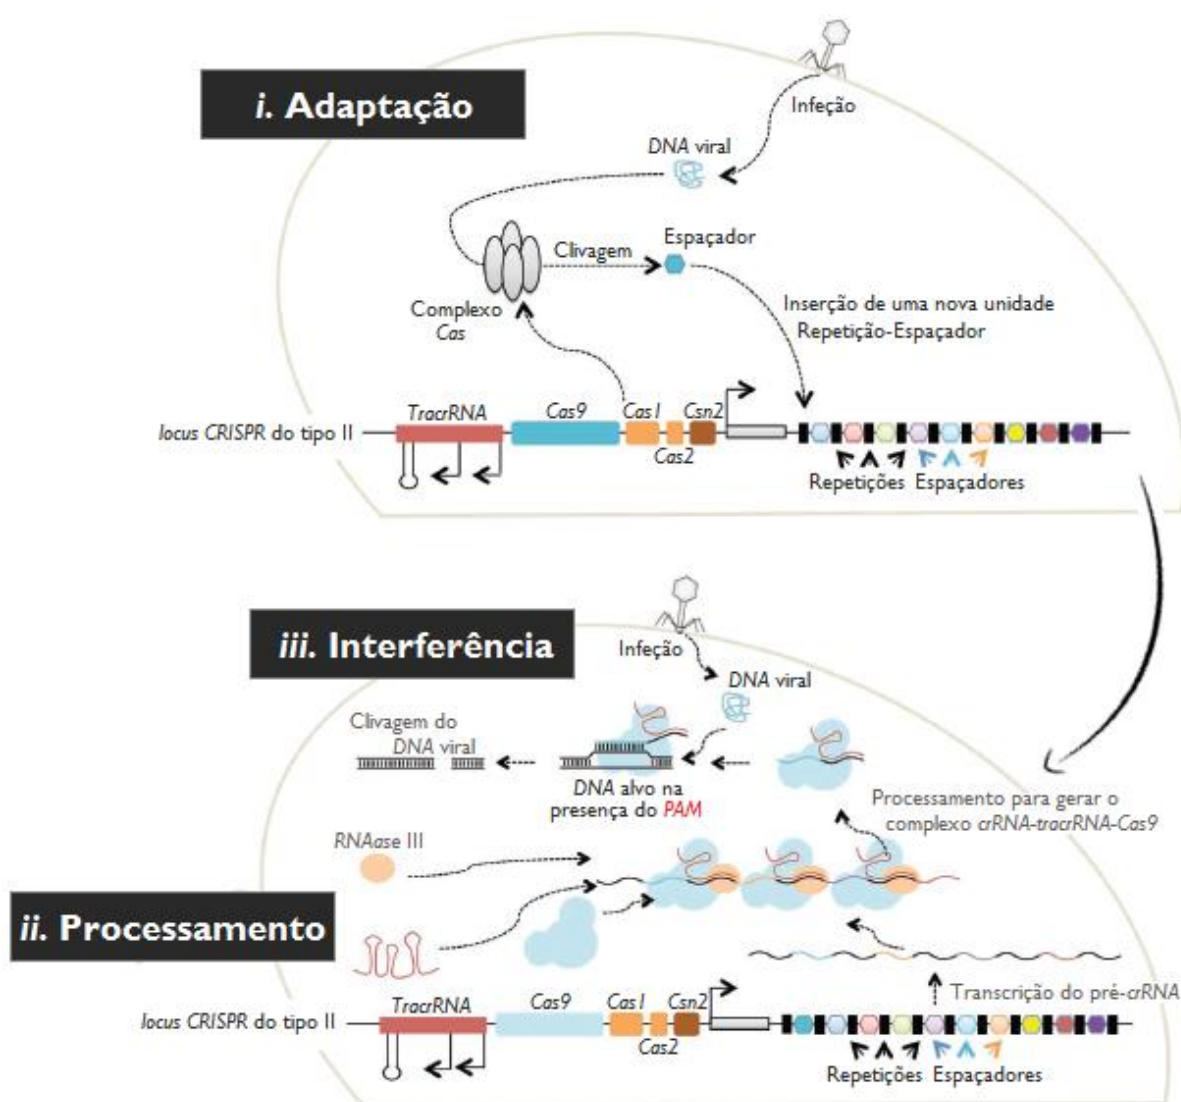 i. Adaptação
Infeção
DNA viral
Espaçador
Clivagem
Complexo
Cas
Inserção de uma nova unidade
Repetição-Espaçador
TracrRNA
Cas9
Cas1
Csn2
locus CRISPR do tipo II
Cas2
Repetições Espaçadores
iii. Interferência
Infeção
DNA viral
Clivagem do
DNA viral
DNA alvo na
presença do PAM
Processamento para gerar o
complexo crRNA-tracrRNA-Cas9
RNAase III
ii. Processamento
Transcrição do pré-crRNA
TracrRNA
Cas9
Cas1
Csn2
locus CRISPR do tipo II
Cas2
Repetições Espaçadores